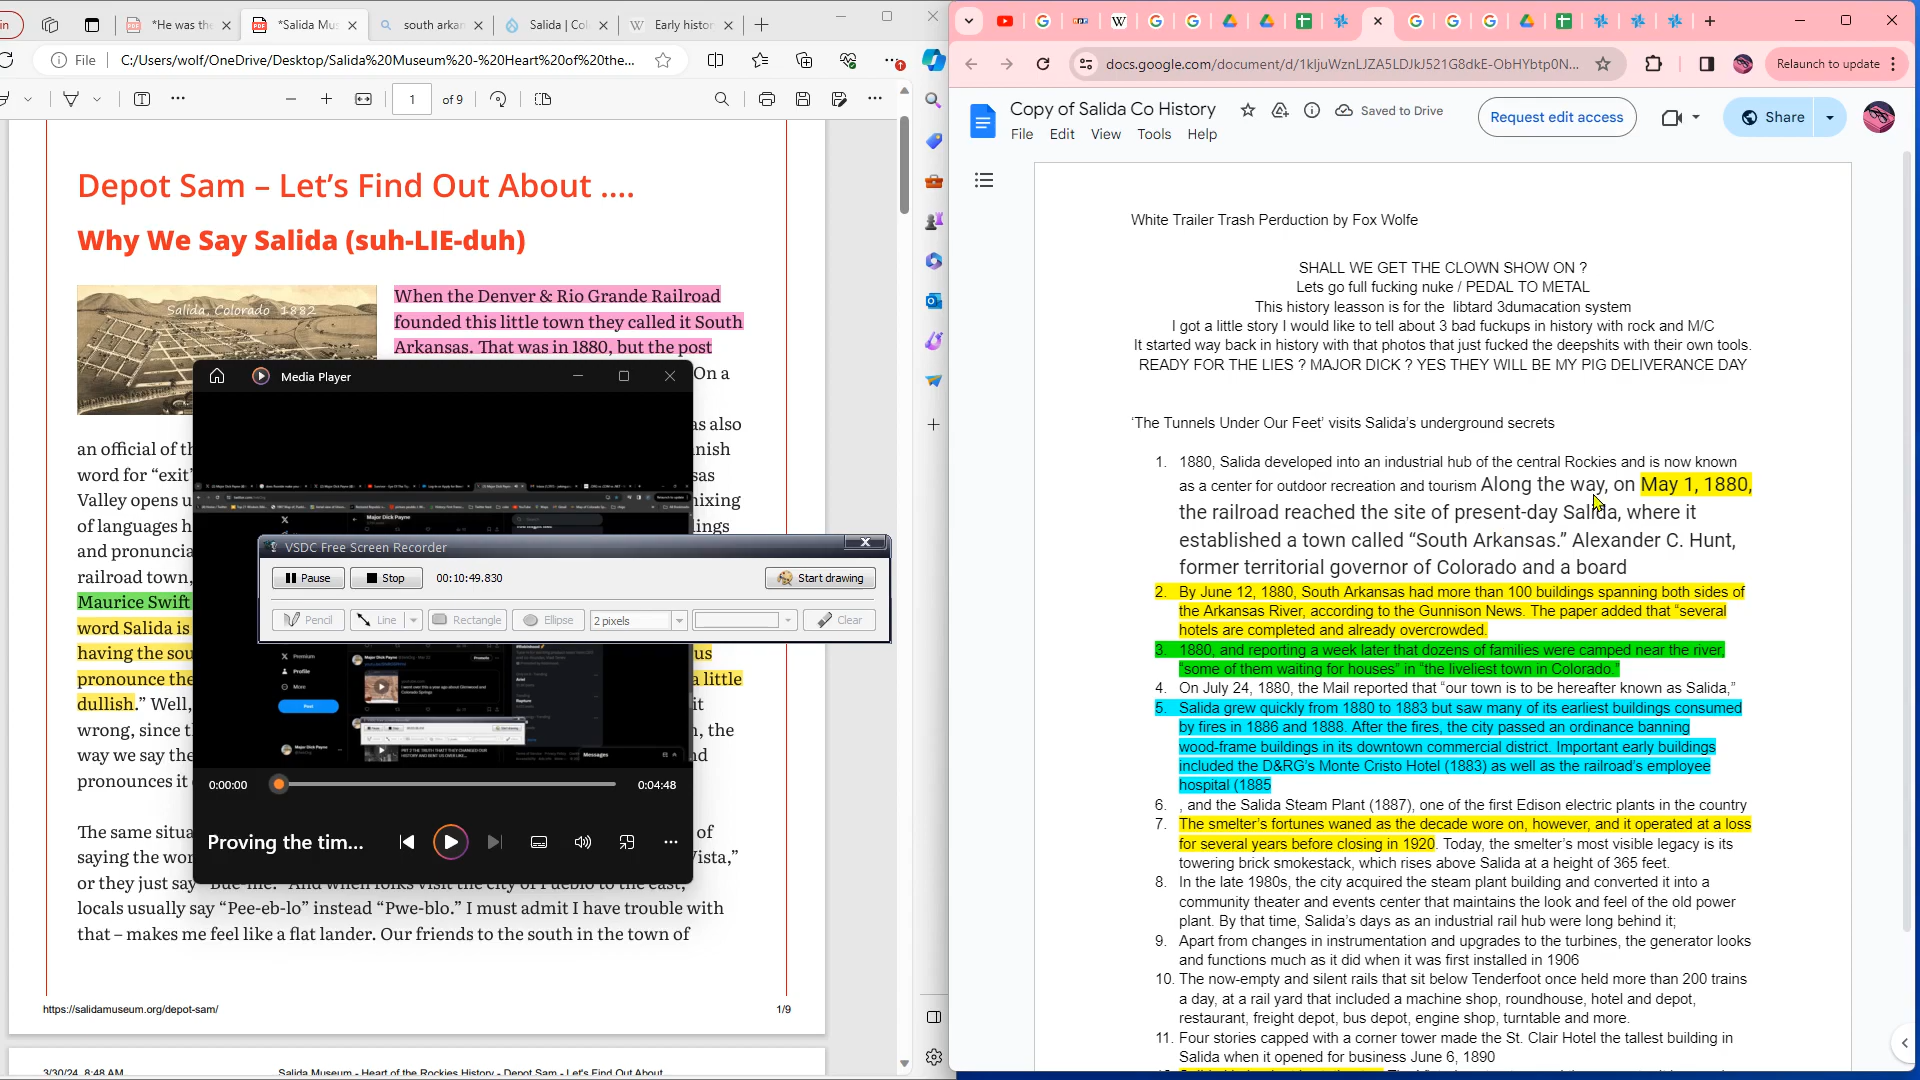 *He was the
*Salida Mus
south arkar
Salida | Col
Early histor
File
C:/Users/wolf/OneDrive/Desktop/Salida%20Museum%20-%20Heart%20of%20the...
1
of 9
Depot Sam – Let's Find Out About ....
Why We Say Salida (suh-LIE-duh)
Salida, Colorado 1882
When the Denver & Rio Grande Railroad
founded this little town they called it South
Arkansas. That was in 1880, but the post
On a
as also
an official of th
nish
word for "exit'
sas
Valley opens u
nixing
of languages h
ings
and pronuncia
railroad town,
Maurice Swift
word Salida is
having the sou
us
pronounce the
a little
dullish." Well,
it
wrong, since t
, the
way we say the
nd
pronounces it
The same situa
of
saying the wor
Vista,"
or they just say "Bue-ne." And when folks visit the city of Pueblo to the east,
locals usually say "Pee-eb-lo" instead "Pwe-blo." I must admit I have trouble with
that – makes me feel like a flat lander. Our friends to the south in the town of
https://salidamuseum.org/depot-sam/
1/9
3/30/24, 8:48 AM
Salida Museum - Heart of the Rockies History - Depot Sam - Let's Find Out About
Media Player
Major Dick Payne
Premium
Profile
More
Post
Major Dick Payne
Messages
0:00:00
0:04:48
Proving the tim...
VSDC Free Screen Recorder
Pause
Stop
00:10:49.830
Start drawing
Pencil
Line
Rectangle
Ellipse
2 pixels
Clear
docs.google.com/document/d/1kIjuWznLJZA5LDJkJ521G8dkE-ObHYbtp0N...
Relaunch to update
Copy of Salida Co History
Saved to Drive
File
Edit
View
Tools
Help
Request edit access
Share
White Trailer Trash Perduction by Fox Wolfe
SHALL WE GET THE CLOWN SHOW ON ?
Lets go full fucking nuke / PEDAL TO METAL
This history leasson is for the libtard 3dumacation system
I got a little story I would like to tell about 3 bad fuckups in history with rock and M/C
It started way back in history with that photos that just fucked the deepshits with their own tools.
READY FOR THE LIES ? MAJOR DICK ? YES THEY WILL BE MY PIG DELIVERANCE DAY
'The Tunnels Under Our Feet' visits Salida's underground secrets
1. 1880, Salida developed into an industrial hub of the central Rockies and is now known
as a center for outdoor recreation and tourism Along the way, on May 1, 1880,
the railroad reached the site of present-day Salida, where it
established a town called "South Arkansas." Alexander C. Hunt,
former territorial governor of Colorado and a board
2. By June 12, 1880, South Arkansas had more than 100 buildings spanning both sides of
the Arkansas River, according to the Gunnison News. The paper added that "several
hotels are completed and already overcrowded.
3. 1880, and reporting a week later that dozens of families were camped near the river,
"some of them waiting for houses" in "the liveliest town in Colorado."
4. On July 24, 1880, the Mail reported that "our town is to be hereafter known as Salida,"
5. Salida grew quickly from 1880 to 1883 but saw many of its earliest buildings consumed
by fires in 1886 and 1888. After the fires, the city passed an ordinance banning
wood-frame buildings in its downtown commercial district. Important early buildings
included the D&RG's Monte Cristo Hotel (1883) as well as the railroad's employee
hospital (1885
6. , and the Salida Steam Plant (1887), one of the first Edison electric plants in the country
7. The smelter's fortunes waned as the decade wore on, however, and it operated at a loss
for several years before closing in 1920. Today, the smelter's most visible legacy is its
towering brick smokestack, which rises above Salida at a height of 365 feet.
8. In the late 1980s, the city acquired the steam plant building and converted it into a
community theater and events center that maintains the look and feel of the old power
plant. By that time, Salida's days as an industrial rail hub were long behind it;
9. Apart from changes in instrumentation and upgrades to the turbines, the generator looks
and functions much as it did when it was first installed in 1906
10. The now-empty and silent rails that sit below Tenderfoot once held more than 200 trains
a day, at a rail yard that included a machine shop, roundhouse, hotel and depot,
restaurant, freight depot, bus depot, engine shop, turntable and more.
11. Four stories capped with a corner tower made the St. Clair Hotel the tallest building in
Salida when it opened for business June 6, 1890